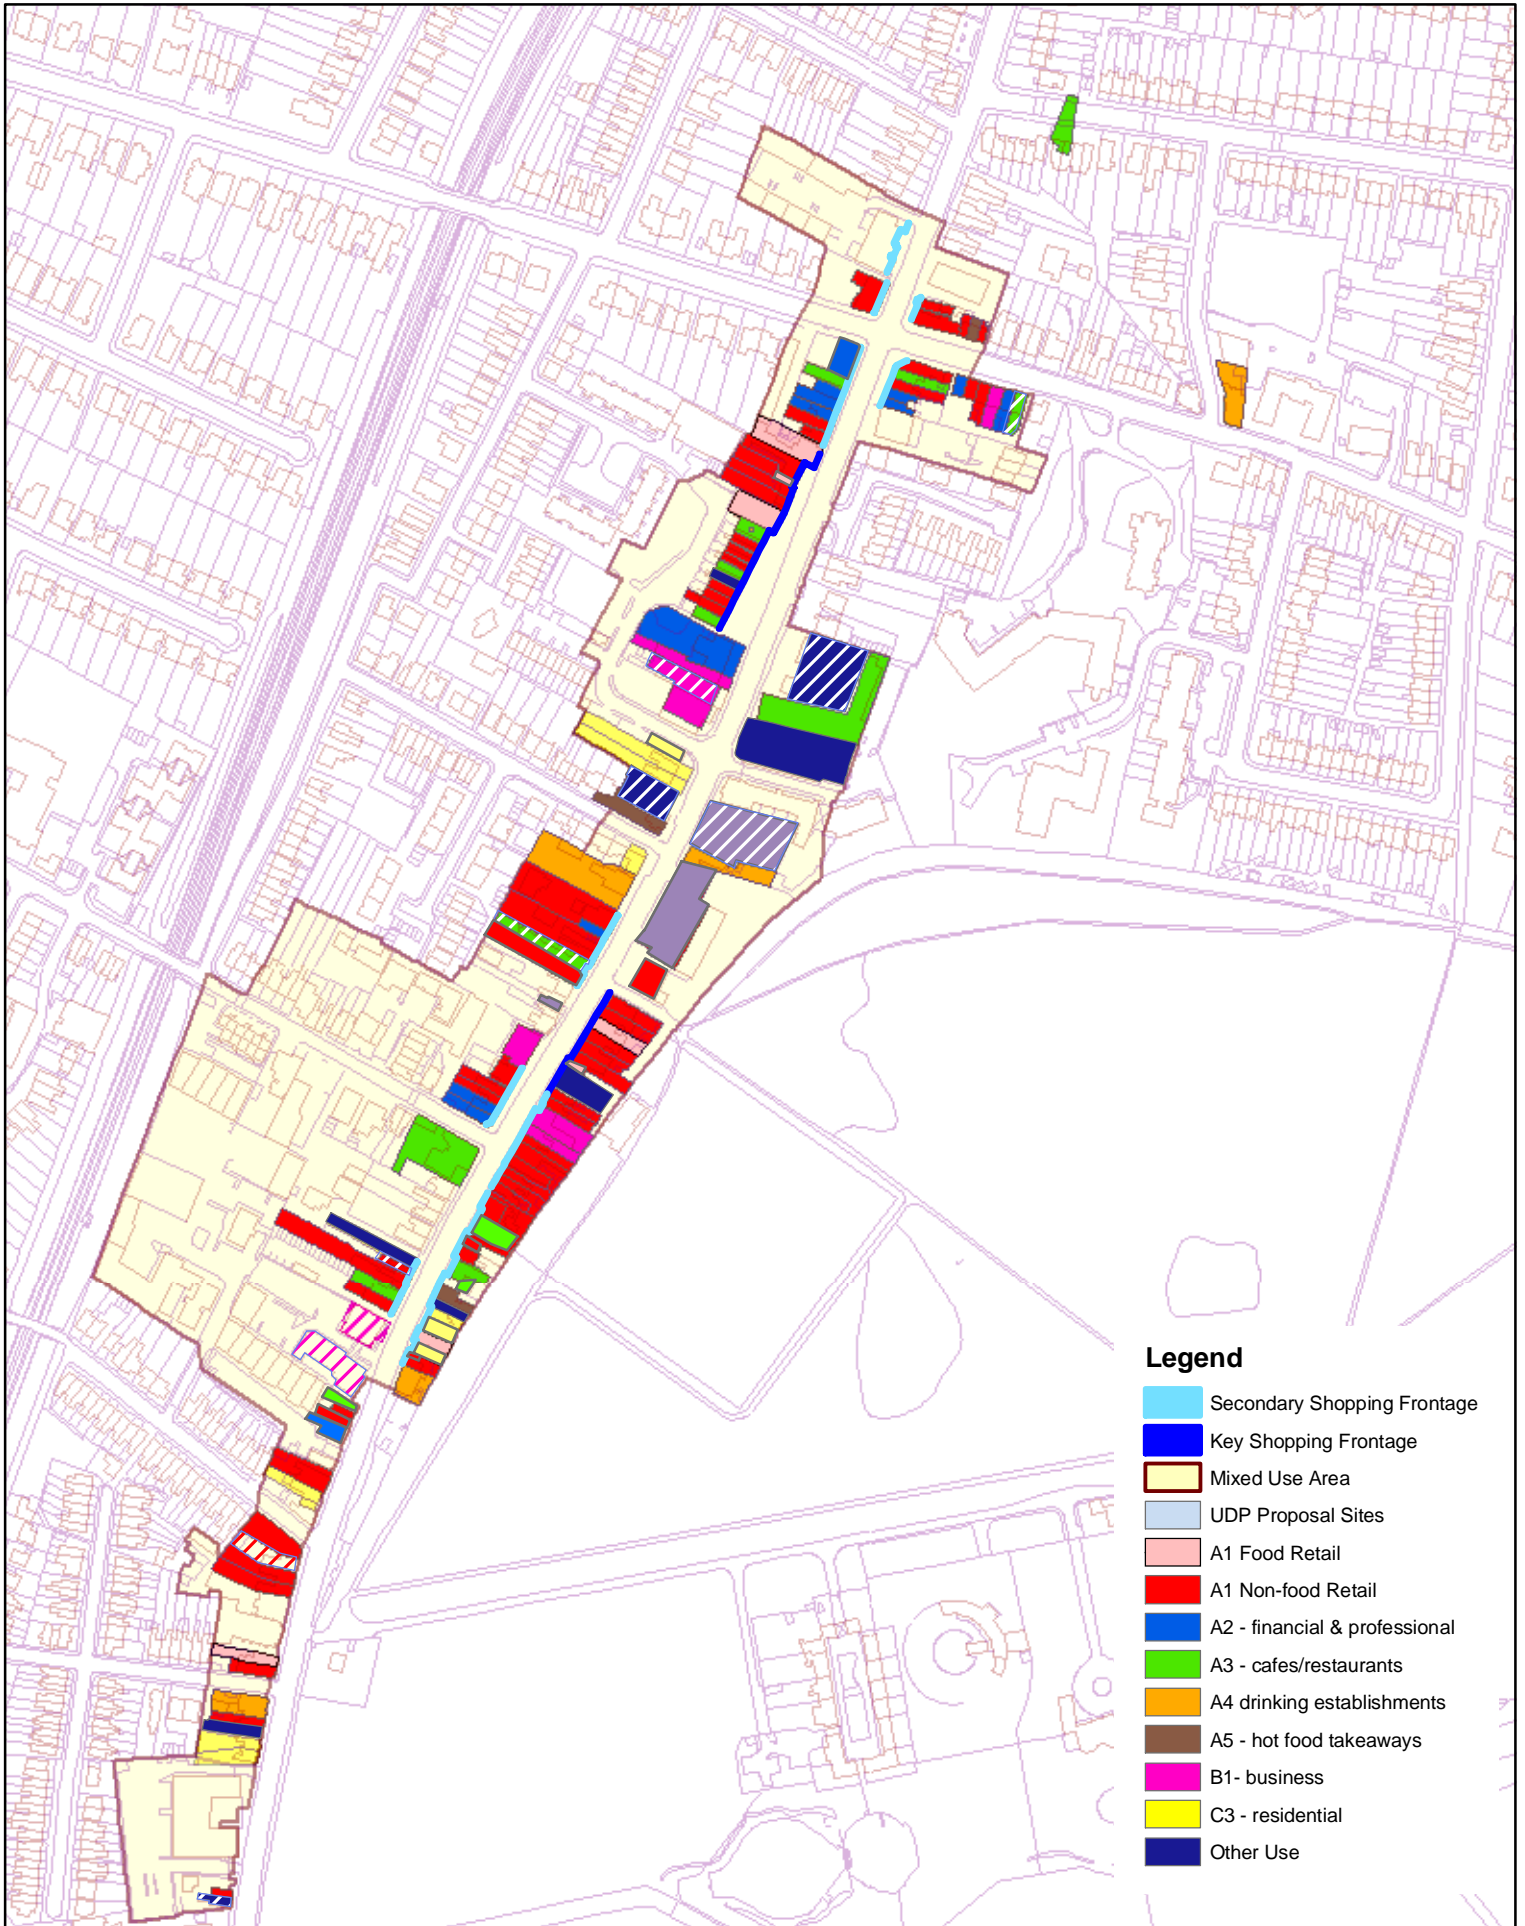 Legend
Secondary Shopping Frontage
Key Shopping Frontage
Mixed Use Area
UDP Proposal Sites
A1 Food Retail
A1 Non-food Retail
A2 - financial & professional
A3 - cafes/restaurants
A4 drinking establishments
A5 - hot food takeaways
B1- business
C3 - residential
Other Use